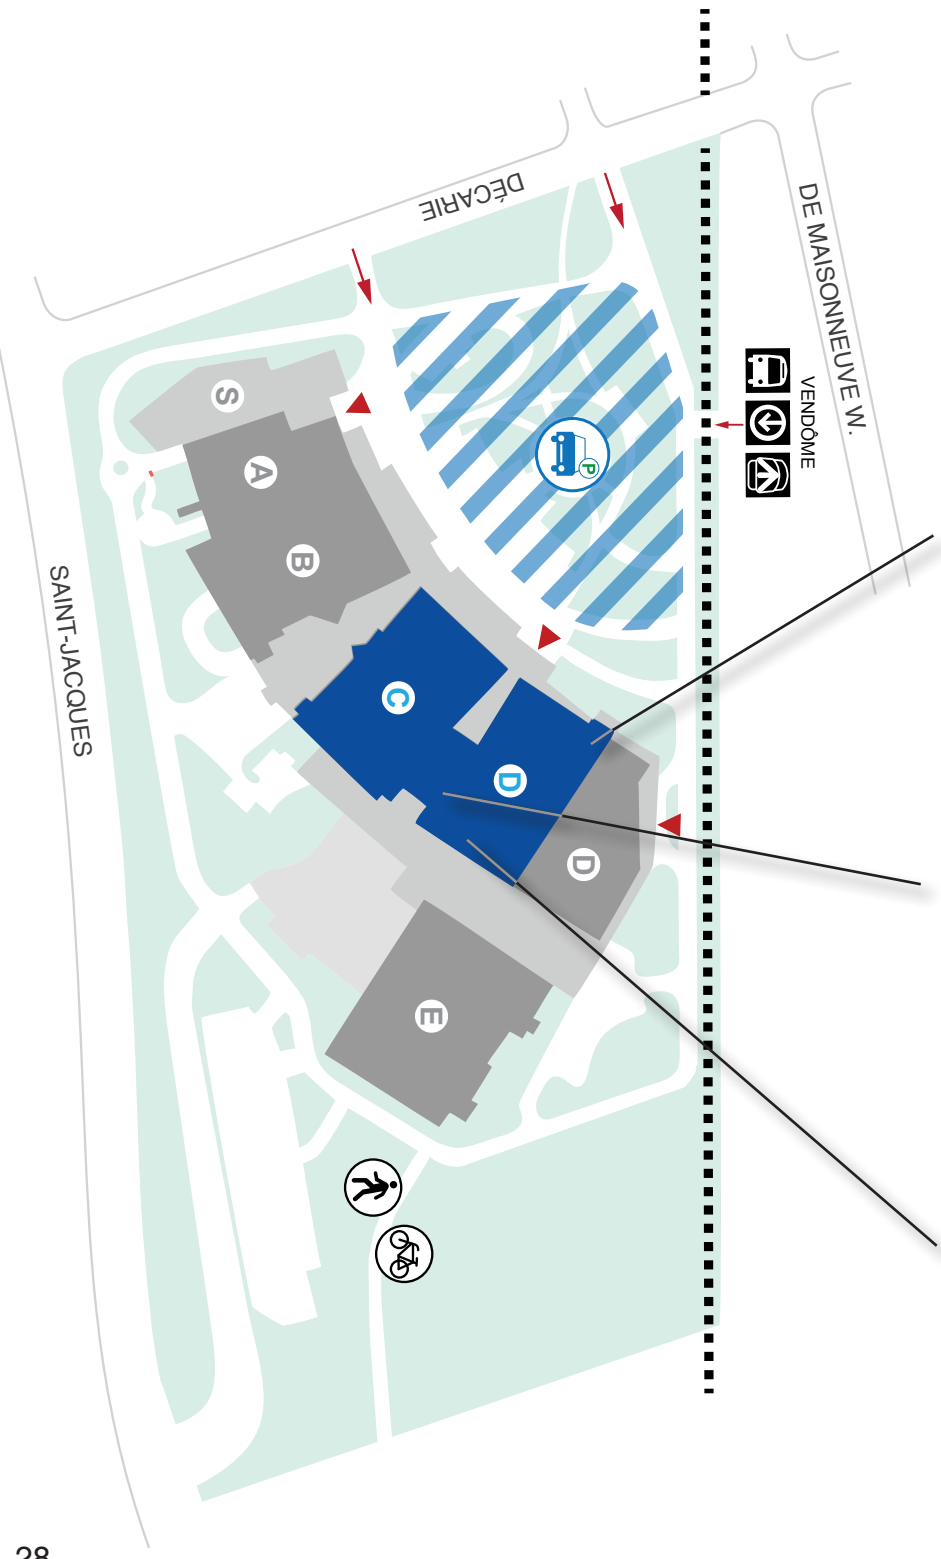 DÉCARIE
DE MAISONNEUVE W.
VENDÔME
P
S
A
B
SAINT-JACQUES
C
D
D
E
28